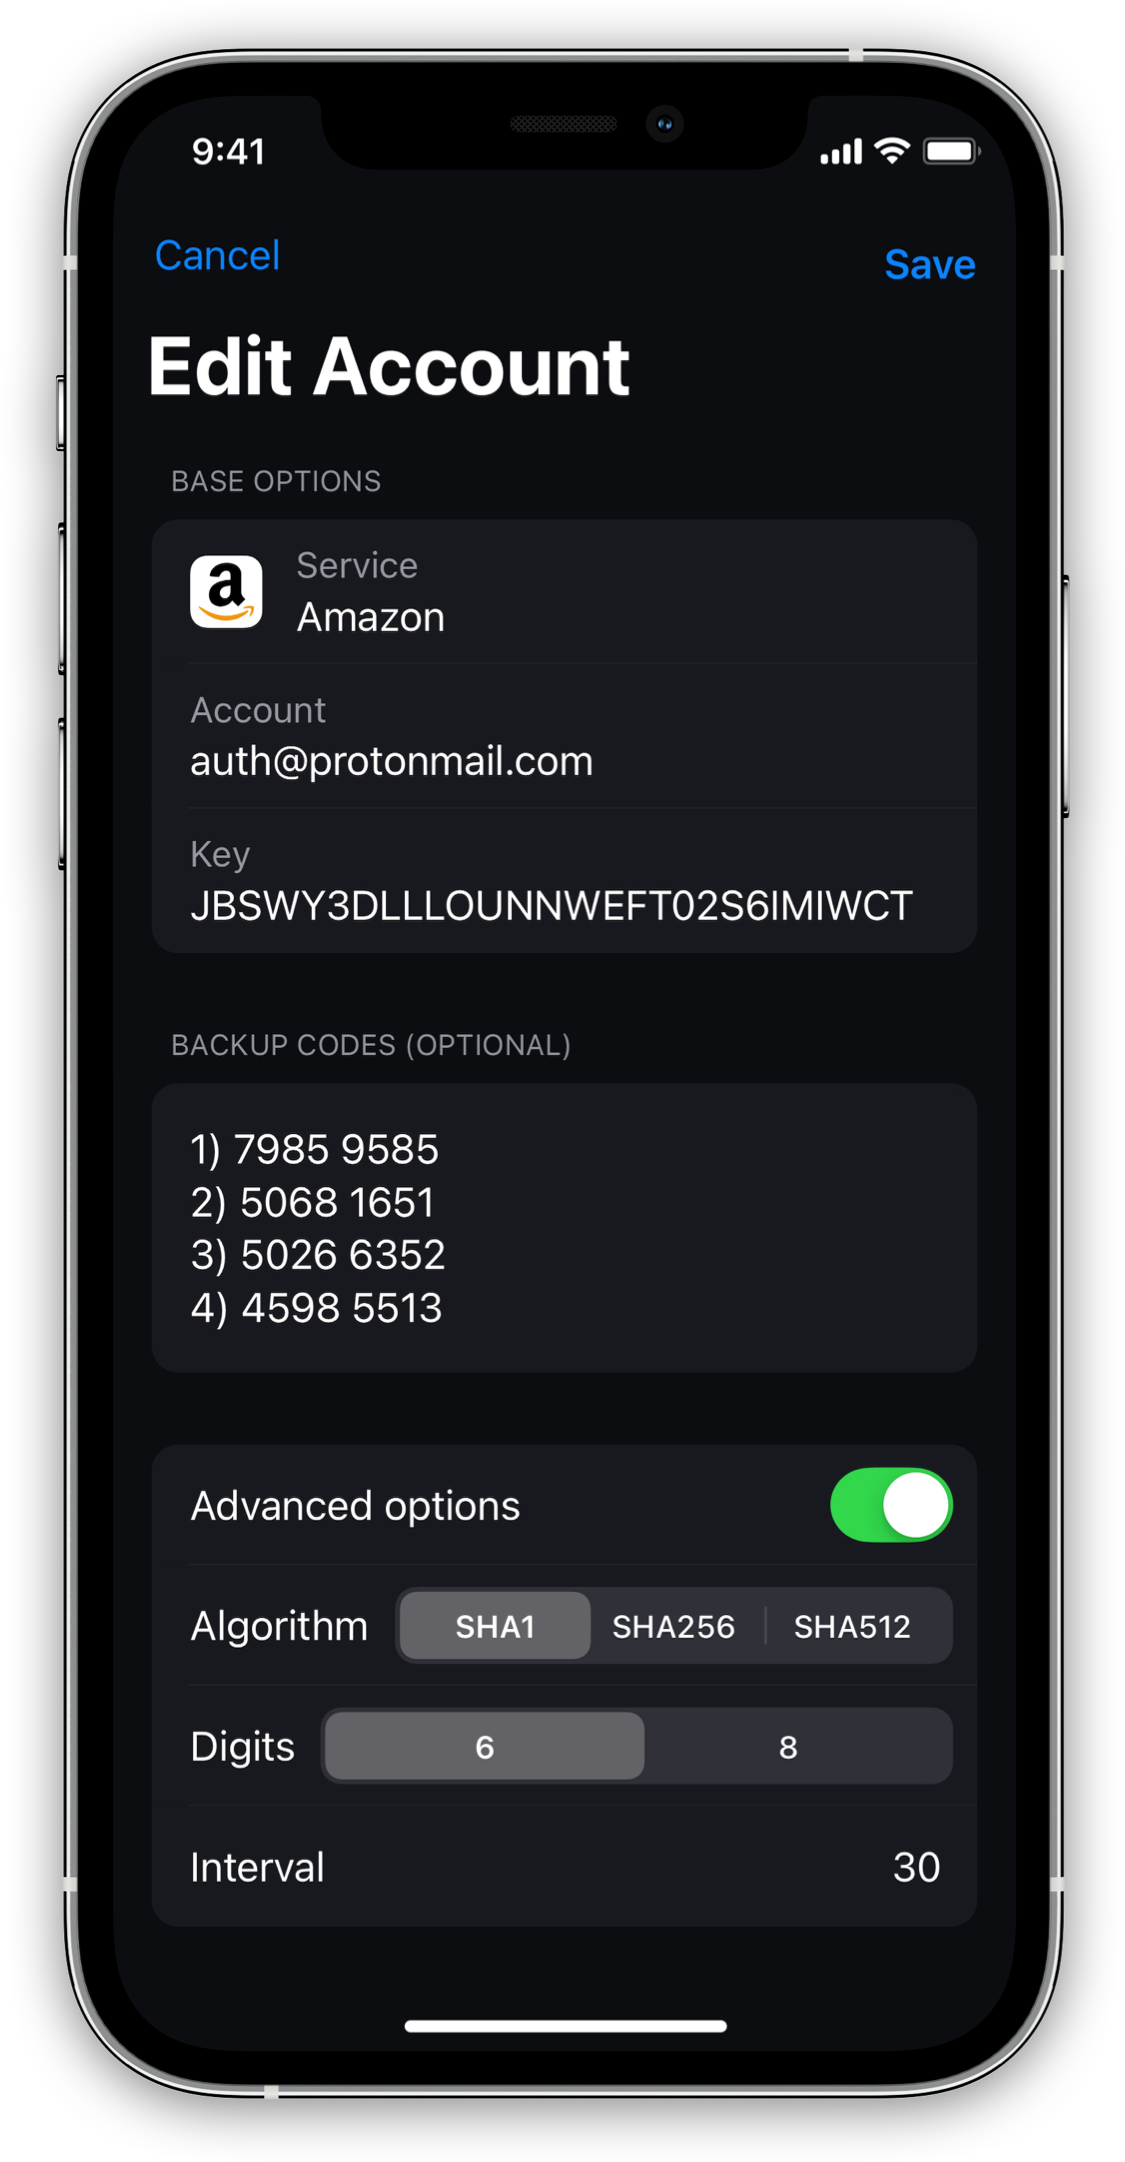 9:41
Cancel
Save
Edit Account
BASE OPTIONS
Service
Amazon
Account
auth@protonmail.com
Key
JBSWY3DLLLOUNNWEFT02S6IMIWCT
BACKUP CODES (OPTIONAL)
1) 7985 9585
2) 5068 1651
3) 5026 6352
4) 4598 5513
Advanced options
Algorithm SHA1 SHA256 SHA512
Digits 6 8
Interval 30